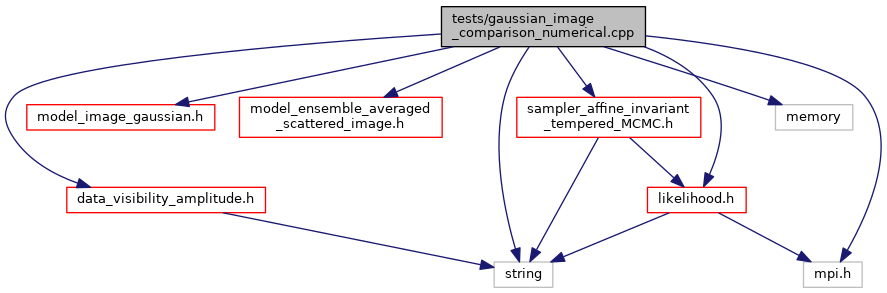 tests/gaussian_image
_comparison_numerical.cpp
model_image_gaussian.h
model_ensemble_averaged
_scattered_image.h
sampler_affine_invariant
_tempered_MCMC.h
memory
data_visibility_amplitude.h
likelihood.h
string
mpi.h